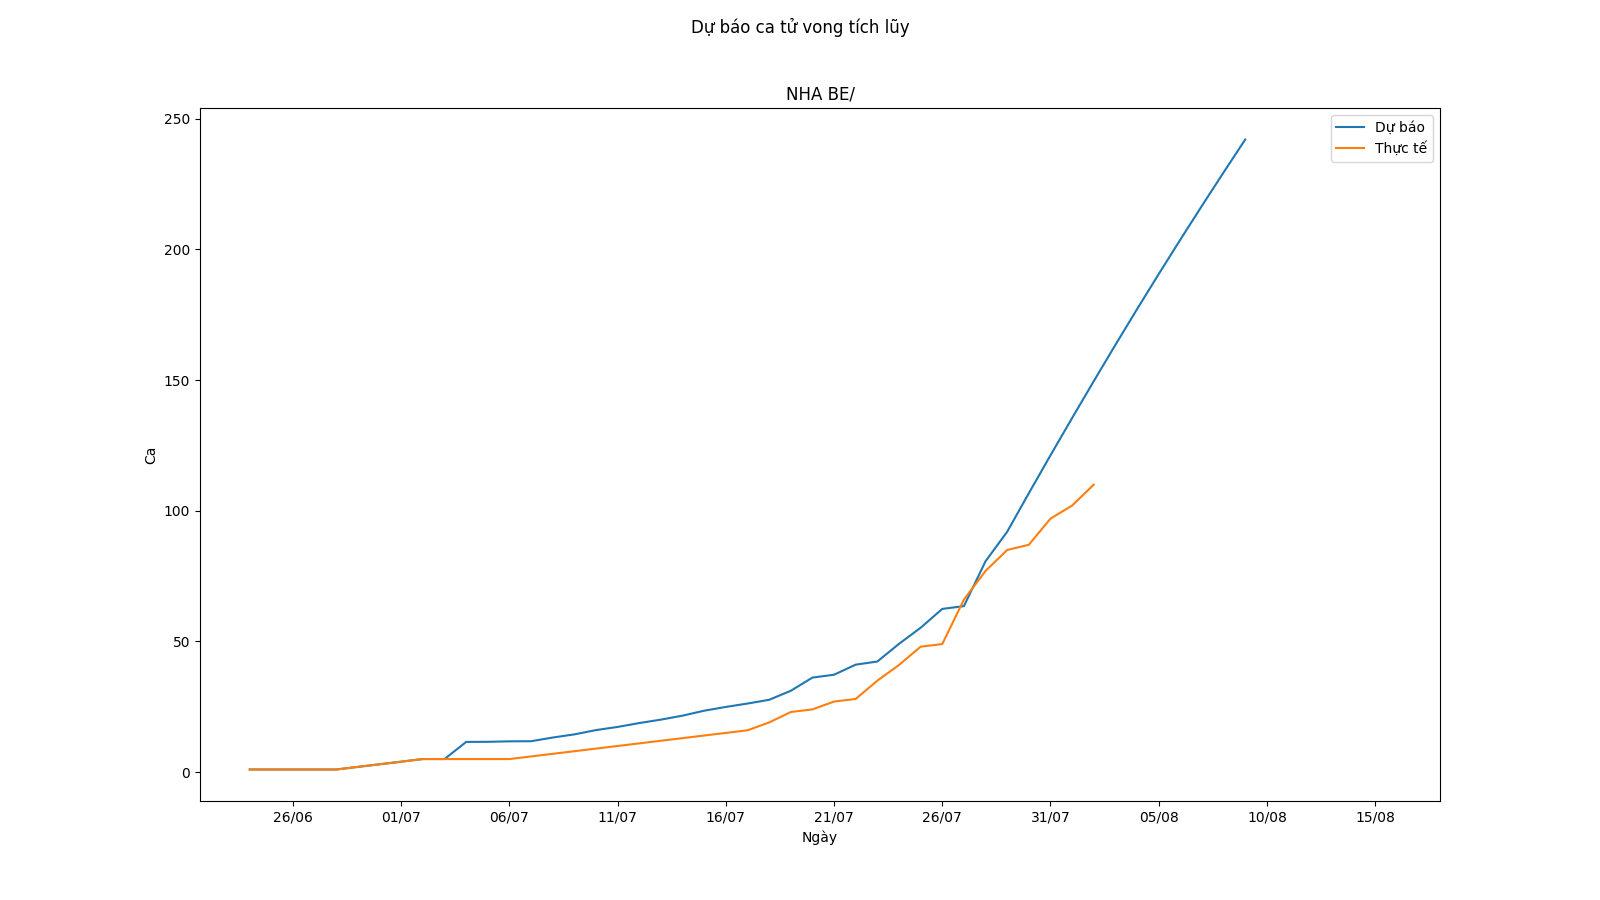 Dự báo ca tử vong tích lũy
NHA BE/
Dự báo
Thực tế
250
200
150
100
50
0
Ca
26/06
01/07
06/07
11/07
16/07
21/07
26/07
31/07
05/08
10/08
15/08
Ngày